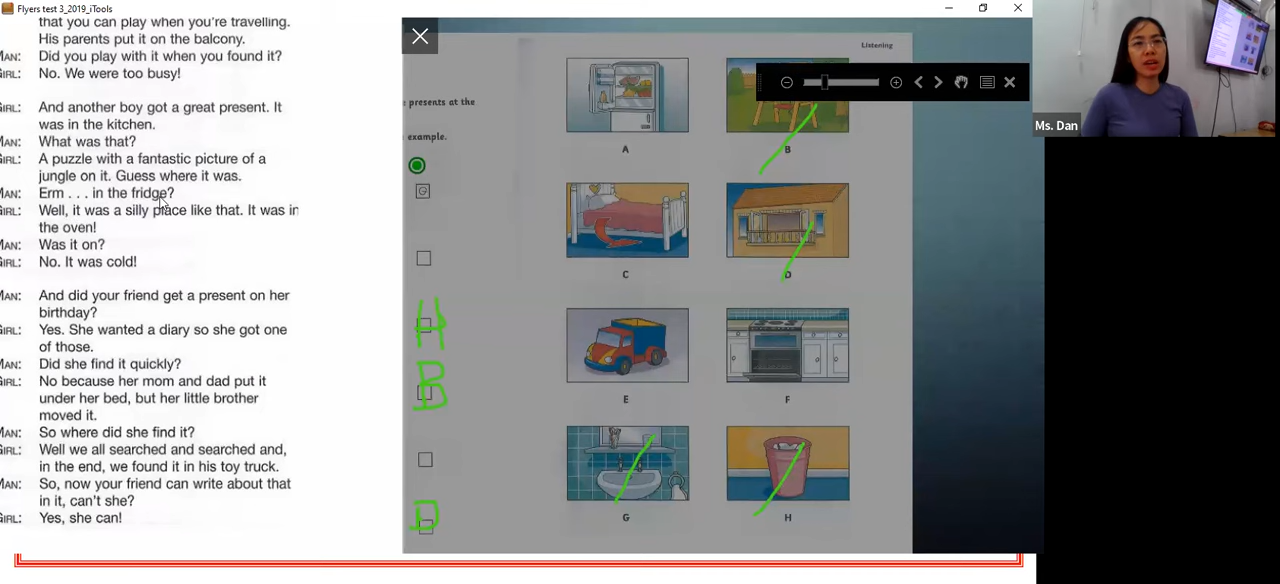 Flyers test 3_2019_iTools
that you can play when you're travelling.
His parents put it on the balcony.
MAN: Did you play with it when you found it?
GIRL: No. We were too busy!
GIRL: And another boy got a great present. It
was in the kitchen.
MAN: What was that?
GIRL: A puzzle with a fantastic picture of a
jungle on it. Guess where it was.
MAN: Erm . . . in the fridge?
GIRL: Well, it was a silly place like that. It was in
the oven!
MAN: Was it on?
GIRL: No. It was cold!
MAN: And did your friend get a present on her
birthday?
GIRL: Yes. She wanted a diary so she got one
of those.
MAN: Did she find it quickly?
GIRL: No because her mom and dad put it
under her bed, but her little brother
moved it.
MAN: So where did she find it?
GIRL: Well we all searched and searched and,
in the end, we found it in his toy truck.
MAN: So, now your friend can write about that
in it, can't she?
GIRL: Yes, she can!
Listening
presents at the
example.
G
H
B
D
A
B
C
D
E
F
G
H
Ms. Dan